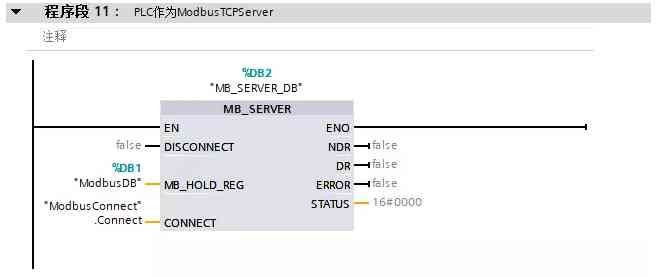 程序段 11： PLC作为ModbusTCPServer
注释
%DB2
"MB_SERVER_DB"
MB_SERVER
EN ENO
false DISCONNECT NDR false
DR false
%DB1
"ModbusDB" MB_HOLD_REG ERROR false
STATUS 16#0000
"ModbusConnect"
.Connect CONNECT